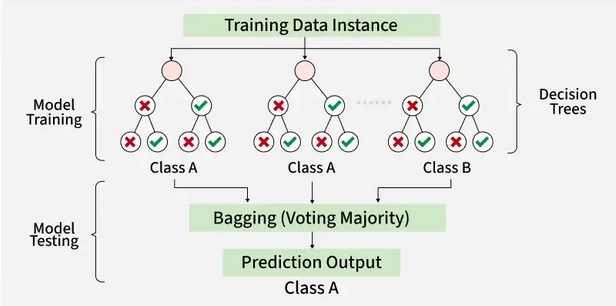 Training Data Instance
Model
Training
Decision
Trees
Class A
Class A
Class B
Model
Testing
Bagging (Voting Majority)
Prediction Output
Class A